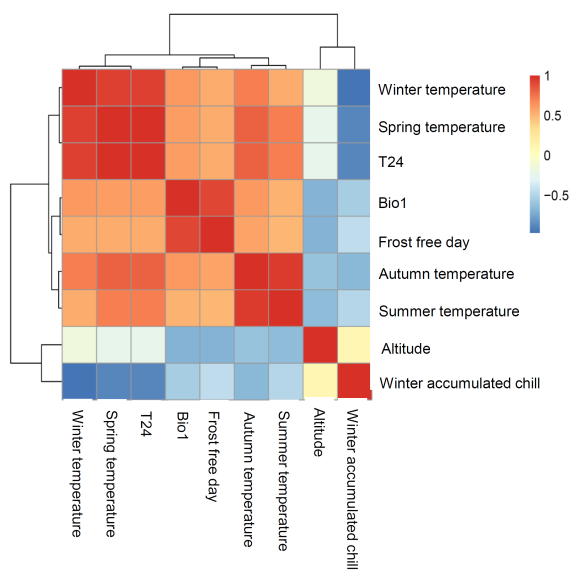 Winter temperature
Spring temperature
T24
Bio1
Frost free day
Autumn temperature
Summer temperature
Altitude
Winter accumulated chill
1
0.5
0
−0.5
Winter temperature
Spring temperature
T24
Bio1
Frost free day
Autumn temperature
Summer temperature
Altitude
Winter accumulated chill